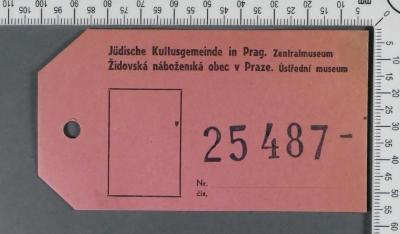 Jüdische Kultusgemeinde in Prag. Zentralmuseum
Židovská náboženská obec v Praze. Ústřední museum
25487-
Nr.
čís.